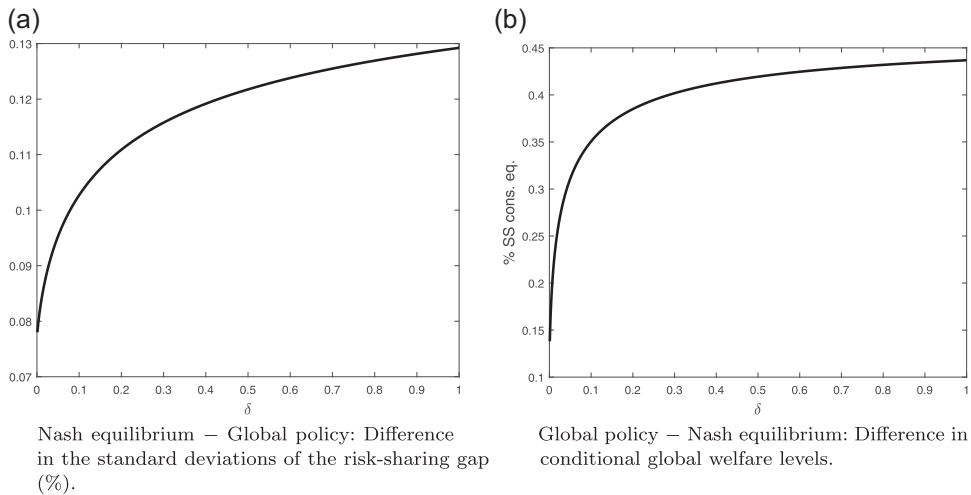 (a)
0.13
0.12
0.11
0.1
0.09
0.08
0.07
0 0.1 0.2 0.3 0.4 0.5 0.6 0.7 0.8 0.9 1
δ
Nash equilibrium − Global policy: Difference
in the standard deviations of the risk-sharing gap
(%).
(b)
0.45
0.4
0.35
0.3
0.25
0.2
0.15
0.1
% SS cons. eq.
0 0.1 0.2 0.3 0.4 0.5 0.6 0.7 0.8 0.9 1
δ
Global policy − Nash equilibrium: Difference in
conditional global welfare levels.